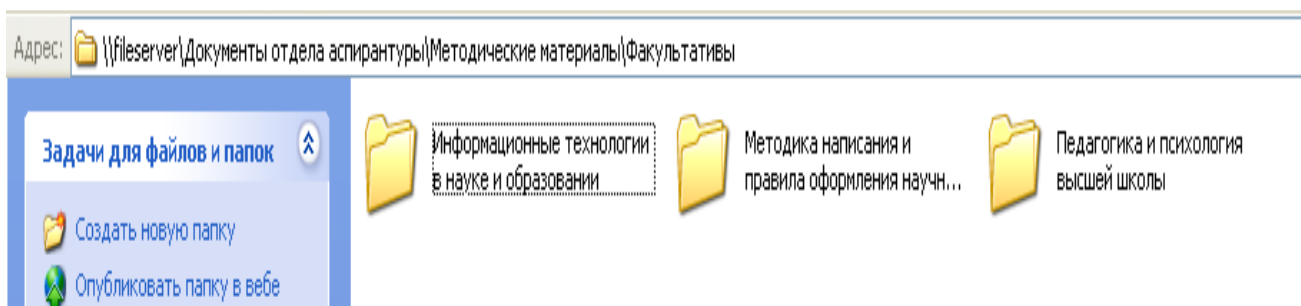 Адрес: \\fileserver\Документы отдела аспирантуры\Методические материалы\Факультативы
Задачи для файлов и папок
Создать новую папку
Опубликовать папку в вебе
Информационные технологии
в науке и образовании
Методика написания и
правила оформления научн...
Педагогика и психология
высшей школы